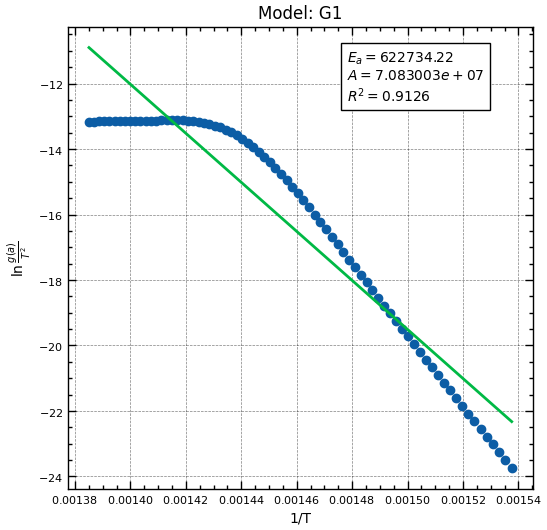 Model: G1
E_a = 622734.22
A = 7.083003e + 07
R^2 = 0.9126
ln g(a)/T^2
−12
−14
−16
−18
−20
−22
−24
0.00138 0.00140 0.00142 0.00144 0.00146 0.00148 0.00150 0.00152 0.00154
1/T